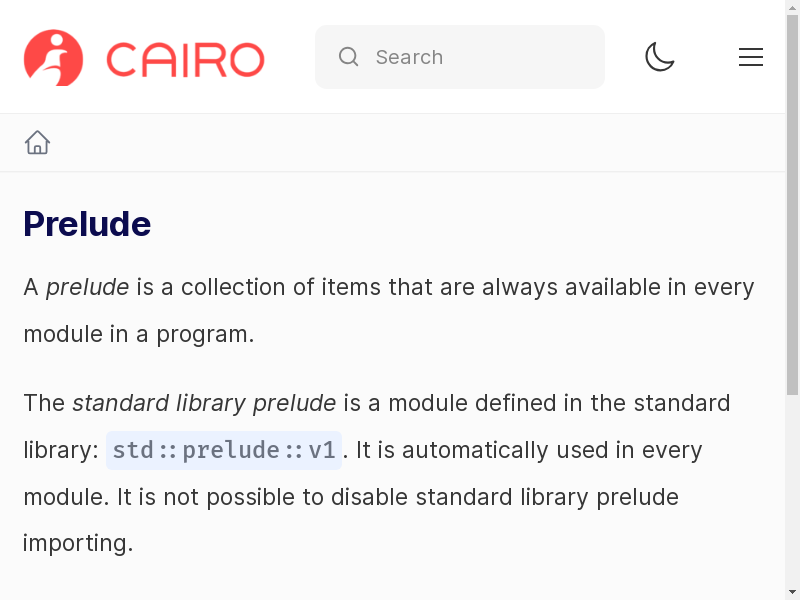 CAIRO
Search
Prelude
A prelude is a collection of items that are always available in every
module in a program.
The standard library prelude is a module defined in the standard
library: std::prelude::v1. It is automatically used in every
module. It is not possible to disable standard library prelude
importing.